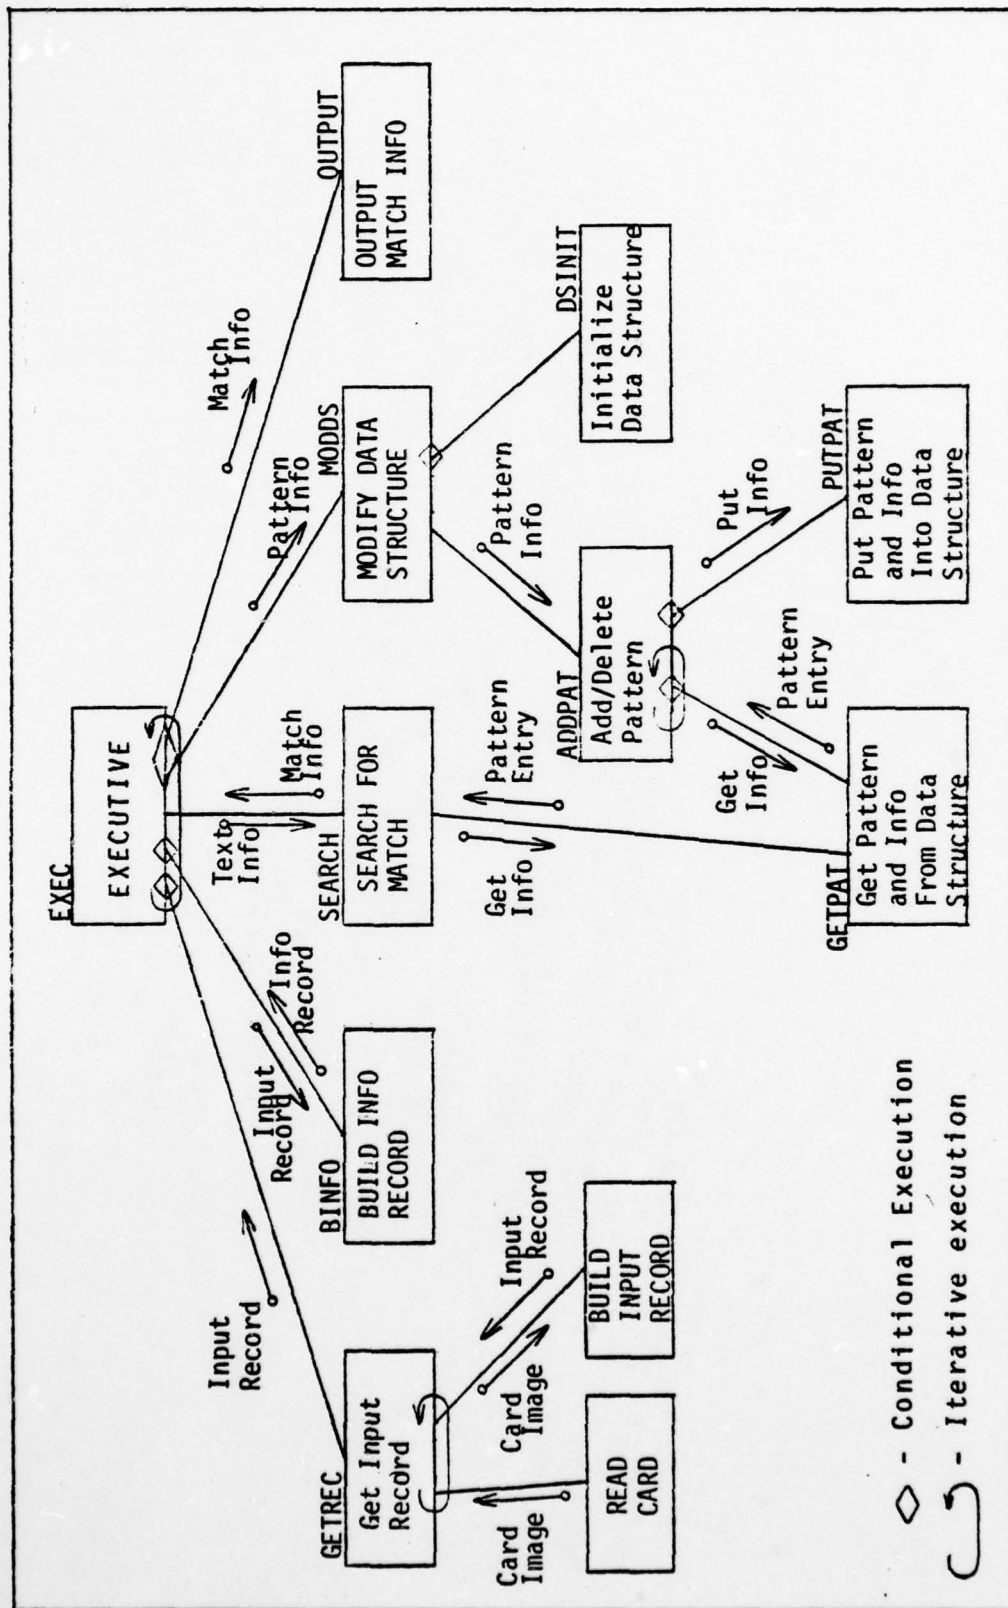 EXEC
EXECUTIVE
Input
Record
Input
Record
Info
Record
Text
Info
Match
Info
Pattern
Info
Match
Info
GETREC
Get Input
Record
BINFO
BUILD INFO
RECORD
SEARCH
SEARCH FOR
MATCH
MODDS
MODIFY DATA
STRUCTURE
OUTPUT
OUTPUT
MATCH INFO
Card
Image
Card
Image
Input
Record
Get
Info
Pattern
Entry
Pattern
Info
READ
CARD
BUILD
INPUT
RECORD
ADDPAT
Add/Delete
Pattern
DSINIT
Initialize
Data Structure
Get
Info
Pattern
Entry
Put
Info
GETPAT
Get Pattern
and Info
From Data
Structure
PUTPAT
Put Pattern
and Info
Into Data
Structure
- Conditional Execution
- Iterative execution